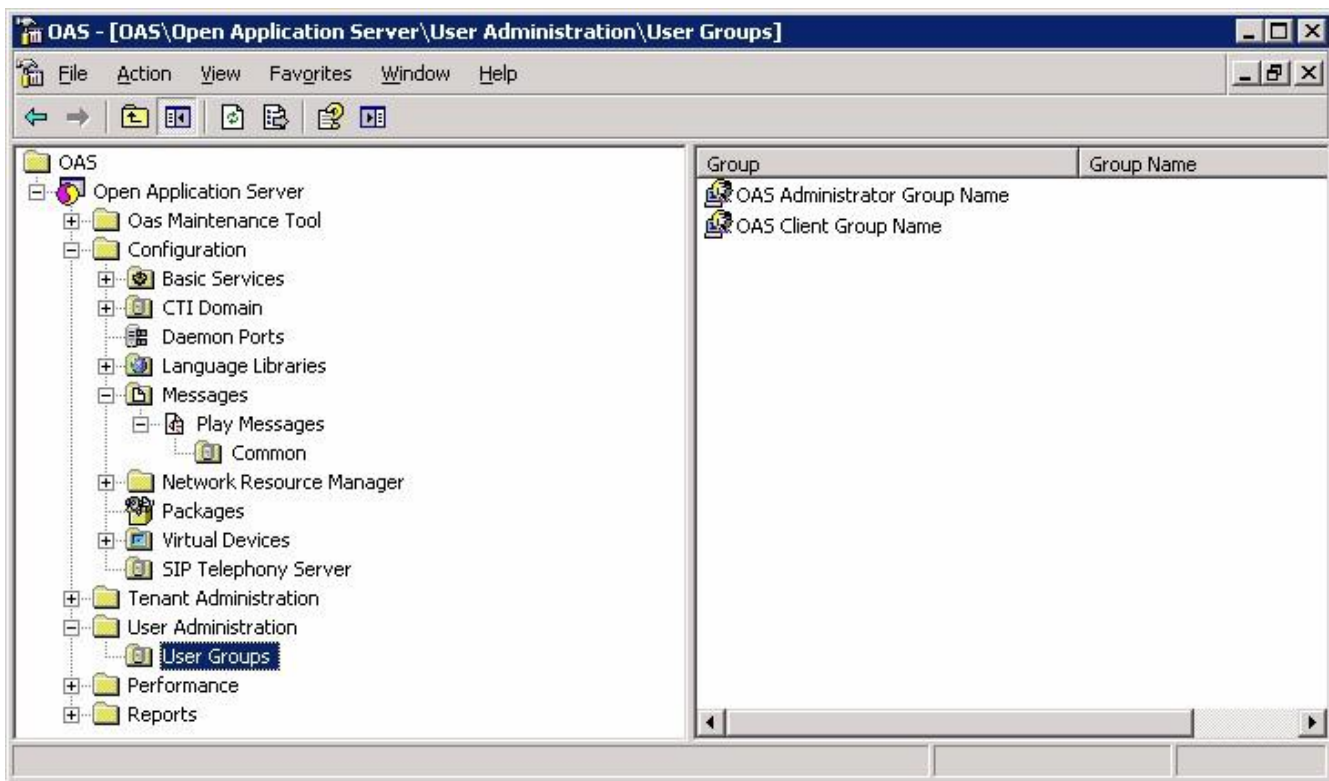 OAS - [OAS\Open Application Server\User Administration\User Groups]
File Action View Favorites Window Help
OAS
Open Application Server
Oas Maintenance Tool
Configuration
Basic Services
CTI Domain
Daemon Ports
Language Libraries
Messages
Play Messages
Common
Network Resource Manager
Packages
Virtual Devices
SIP Telephony Server
Tenant Administration
User Administration
User Groups
Performance
Reports
Group Group Name
OAS Administrator Group Name
OAS Client Group Name